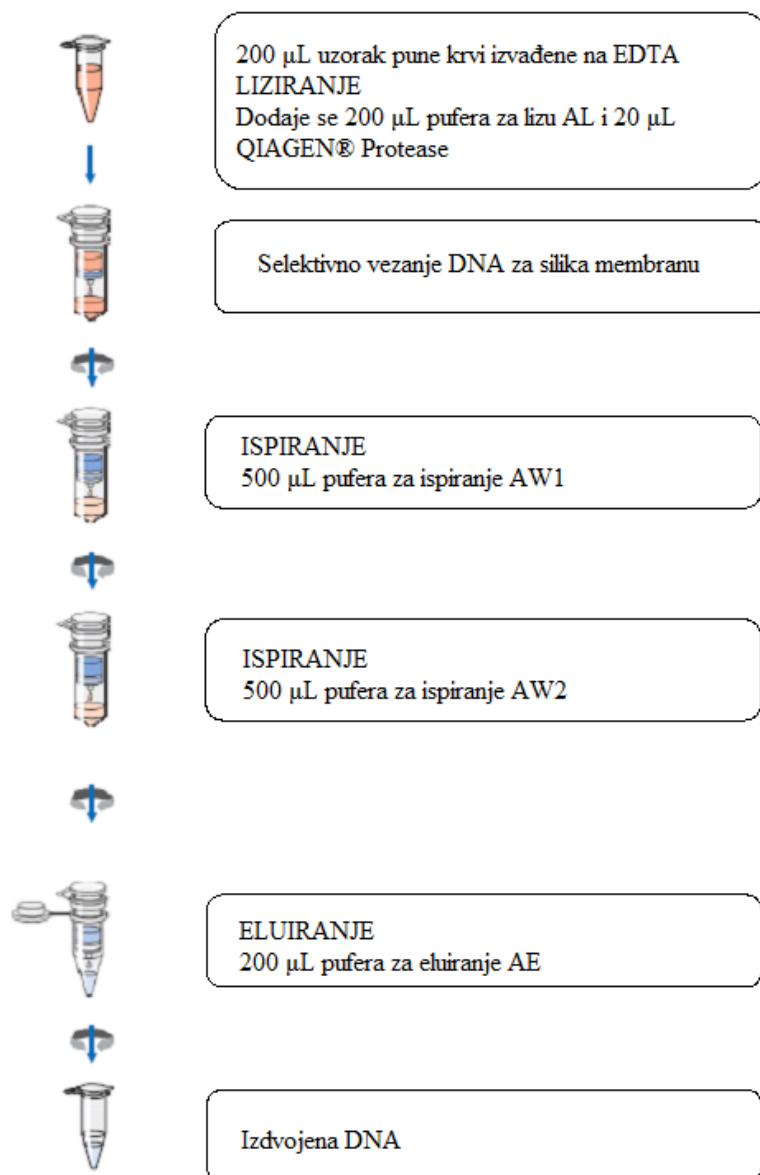 200 µL uzorak pune krvi izvađene na EDTA
LIZIRANJE
Dodaje se 200 µL pufera za lizu AL i 20 µL
QIAGEN® Protease
Selektivno vezanje DNA za silika membranu
ISPIRANJE
500 µL pufera za ispiranje AW1
ISPIRANJE
500 µL pufera za ispiranje AW2
ELUIRANJE
200 µL pufera za eluiranje AE
Izdvojena DNA